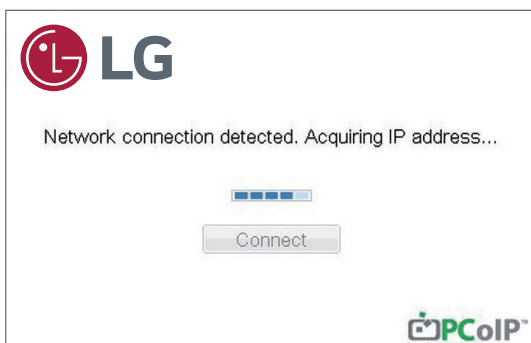 LG
Network connection detected. Acquiring IP address...
Connect
PCoIP™